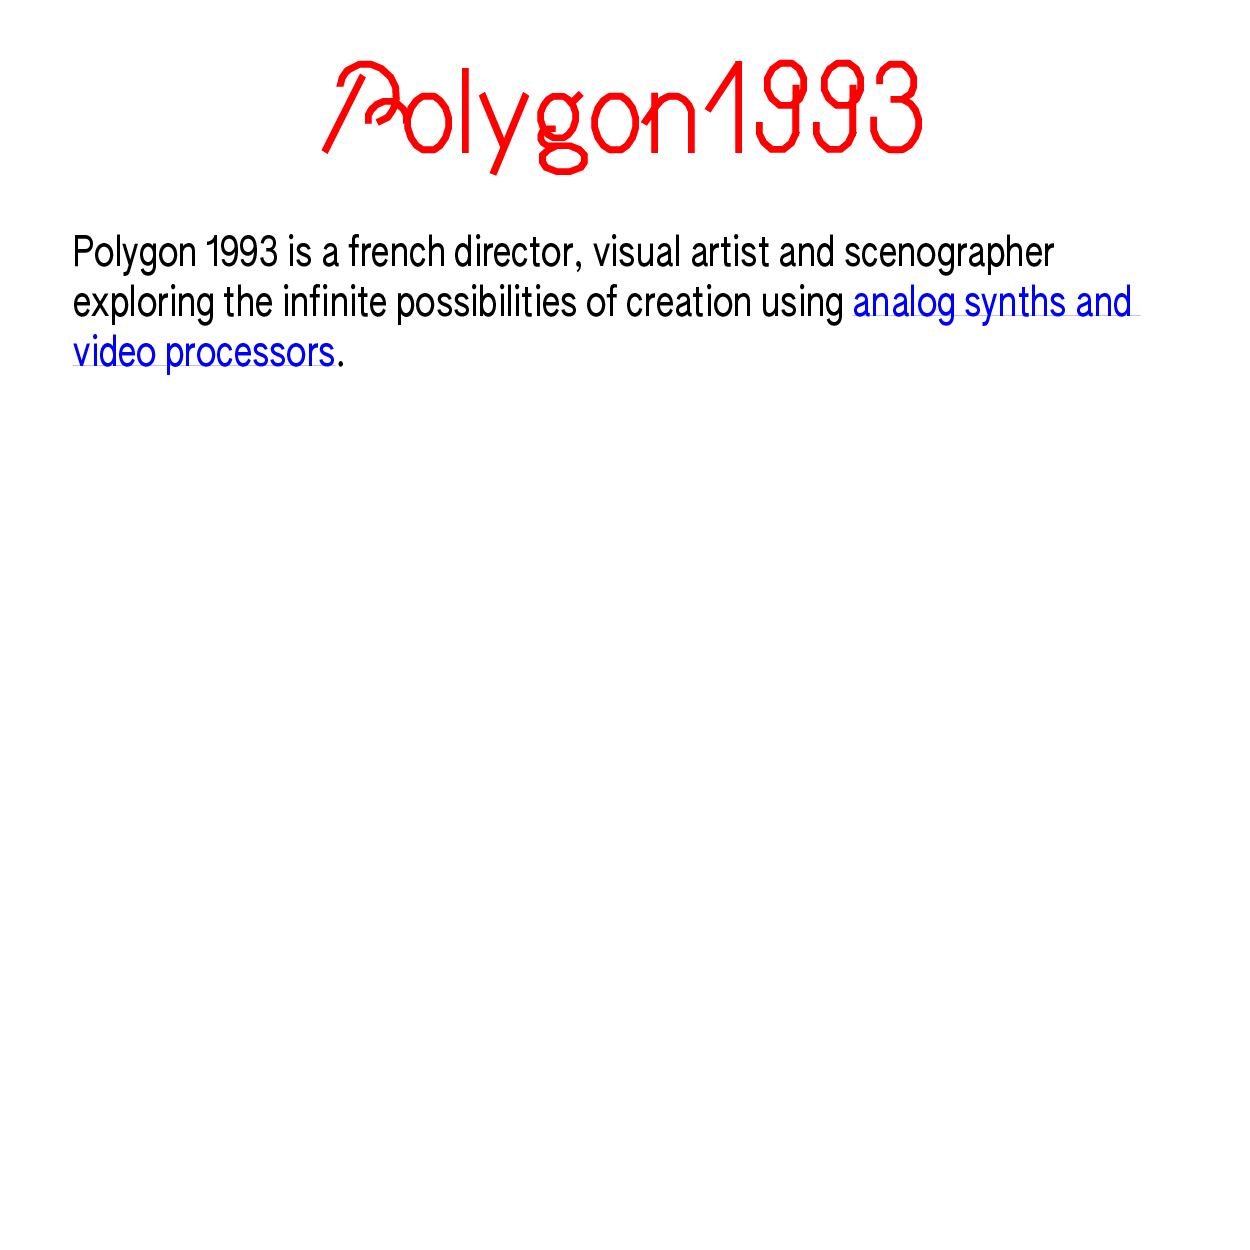 Polygon1993
Polygon 1993 is a french director, visual artist and scenographer
exploring the infinite possibilities of creation using analog synths and
video processors.